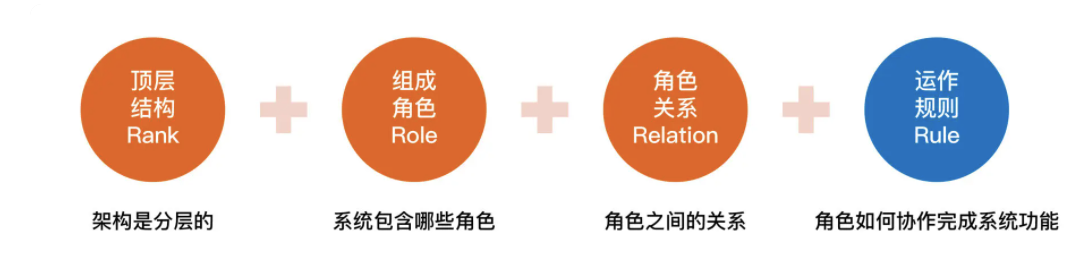 顶层
结构
Rank
组成
角色
Role
角色
关系
Relation
运作
规则
Rule
架构是分层的
系统包含哪些角色
角色之间的关系
角色如何协作完成系统功能